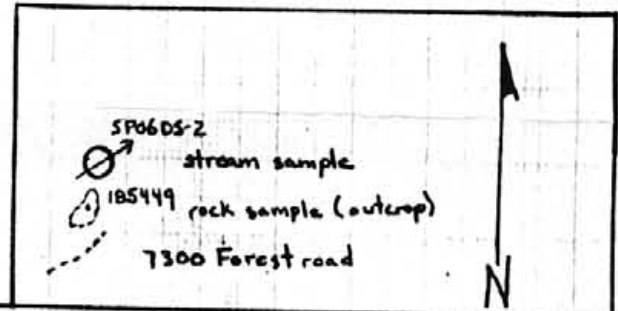 SP06DS-2
stream sample
185449 rock sample (outcrop)
7300 Forest road
N